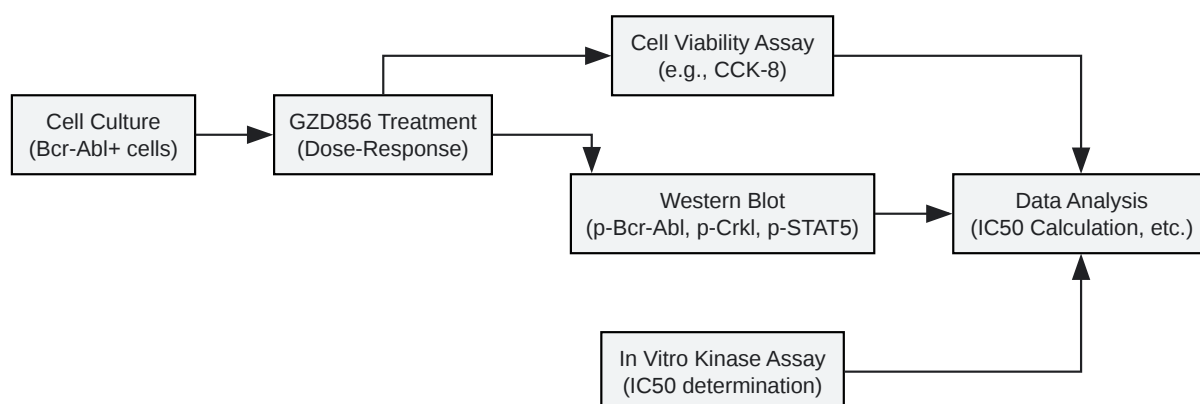 Cell Viability Assay
(e.g., CCK-8)
Cell Culture
(Bcr-Abl+ cells)
GZD856 Treatment
(Dose-Response)
Western Blot
(p-Bcr-Abl, p-Crkl, p-STAT5)
Data Analysis
(IC50 Calculation, etc.)
In Vitro Kinase Assay
(IC50 determination)